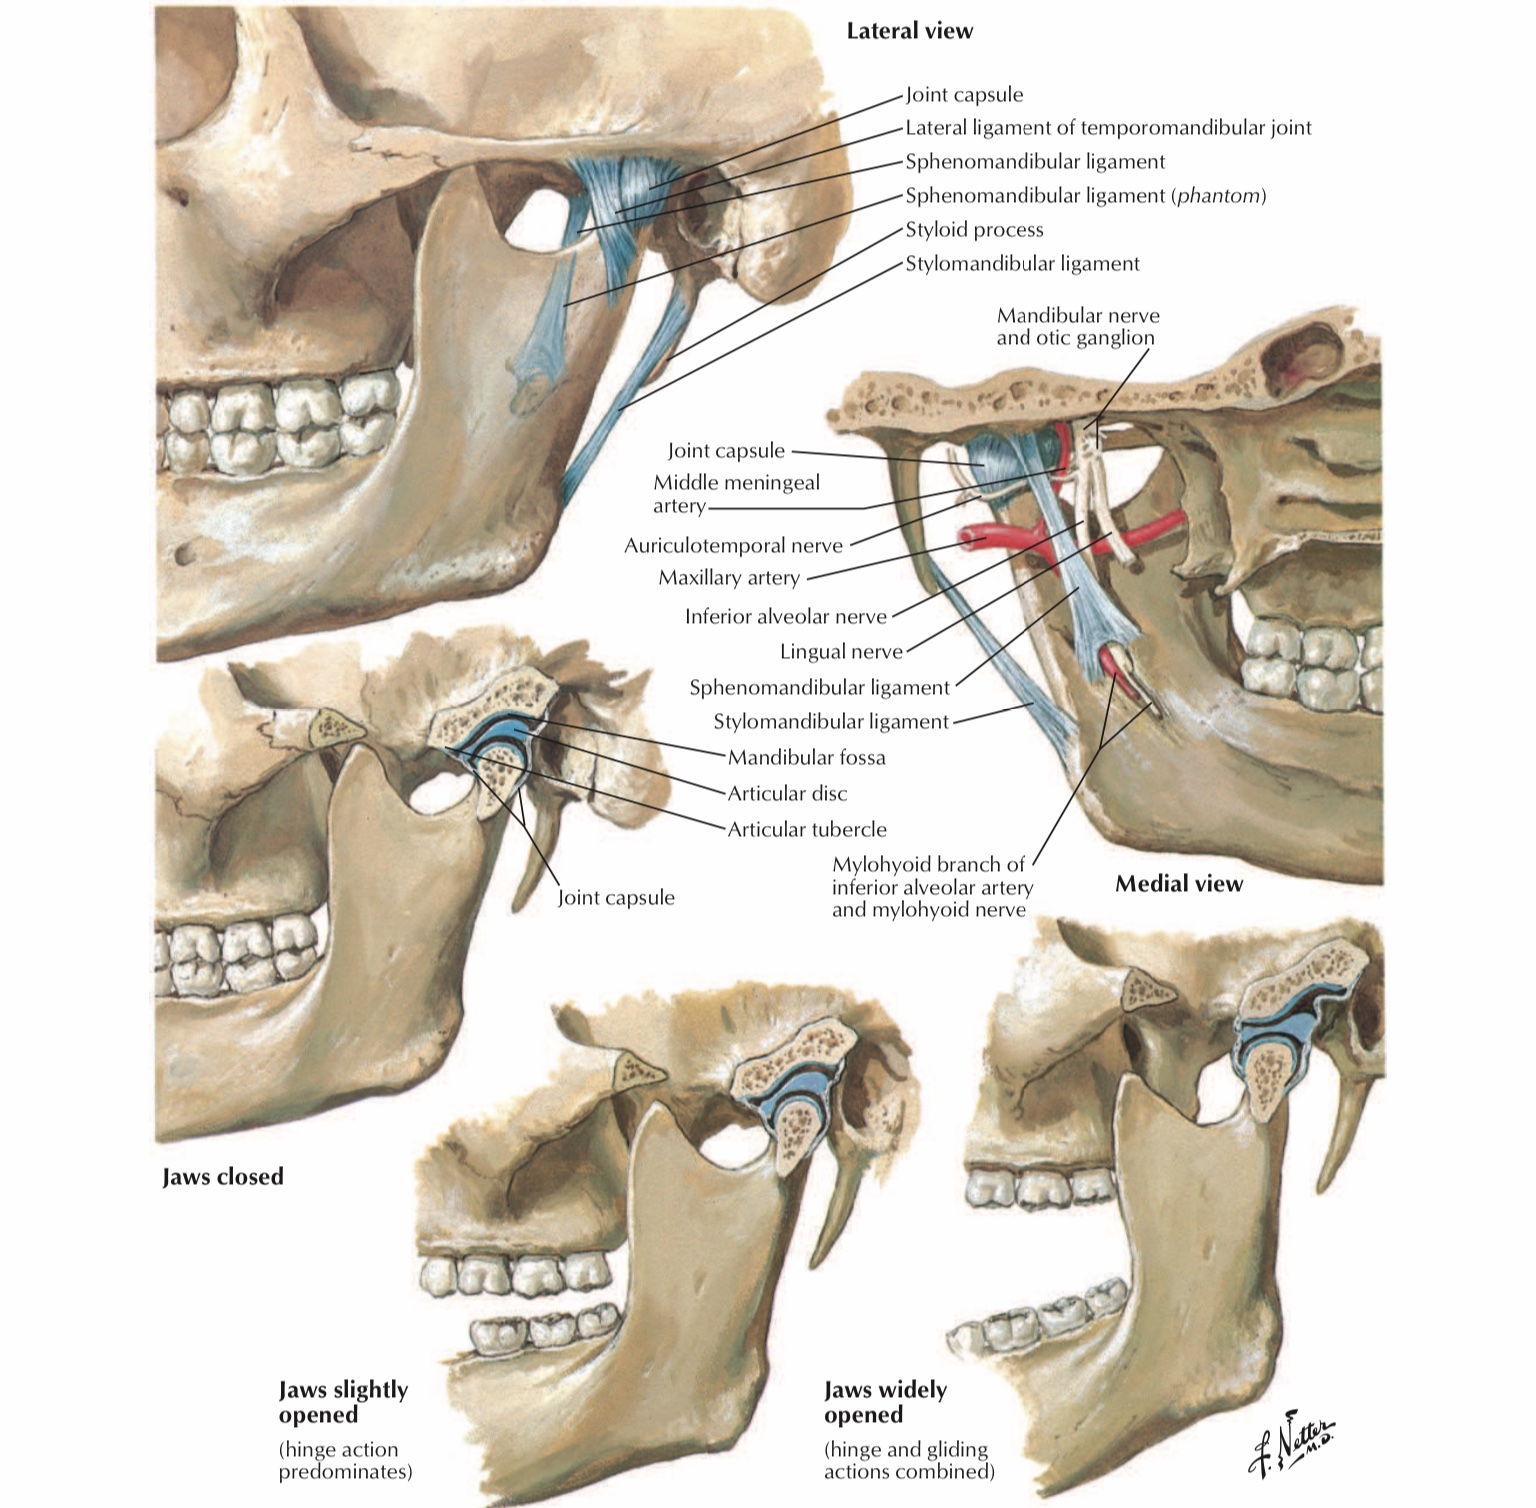 Lateral view
Joint capsule
Lateral ligament of temporomandibular joint
Sphenomandibular ligament
Sphenomandibular ligament (phantom)
Styloid process
Stylomandibular ligament
Mandibular nerve
and otic ganglion
Joint capsule
Middle meningeal
artery
Auriculotemporal nerve
Maxillary artery
Inferior alveolar nerve
Lingual nerve
Sphenomandibular ligament
Stylomandibular ligament
Mandibular fossa
Articular disc
Articular tubercle
Joint capsule
Mylohyoid branch of
inferior alveolar artery
and mylohyoid nerve
Medial view
Jaws closed
Jaws slightly
opened
(hinge action
predominates)
Jaws widely
opened
(hinge and gliding
actions combined)
F. Netter
M.D.